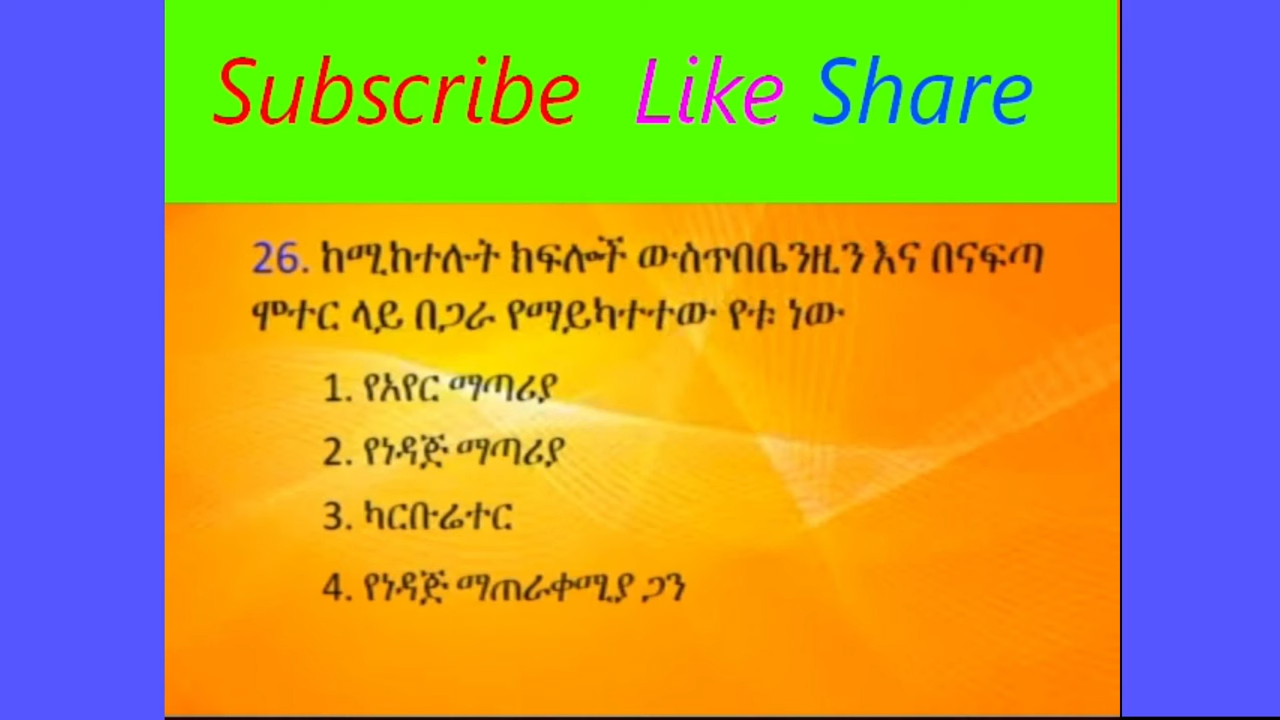 Subscribe Like Share
26. ከሚከተሉት ክፍሎች ውስጥበቤንዚን እና በናፍጣ
ሞተር ላይ በጋራ የማይካተተው የቱ ነው
1. የአየር ማጣሪያ
2. የነዳጅ ማጣሪያ
3. ካርቡሬተር
4. የነዳጅ ማጠራቀሚያ ጋን